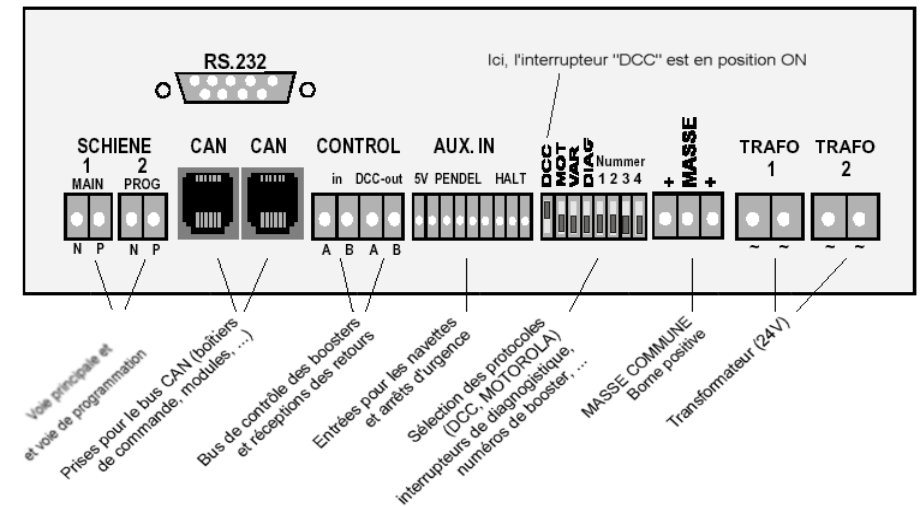 Ici, l'interrupteur "DCC" est en position ON
RS.232
SCHIENE
1 2
MAIN PROG
N P N P
CAN CAN
CONTROL
in DCC-out
A B A B
AUX. IN
5V PENDEL HALT
DCC
MOT
VAR
DIAG
Nummer
1 2 3 4
+ MASSE +
TRAFO
1
~ ~
TRAFO
2
~ ~
Voie principale et
et voie de programmation
Prises pour le bus CAN (boîtiers
de commande, modules, ...)
Bus de contrôle des boosters
et réceptions des retours
Entrées pour les navettes
et arrêts d'urgence
Sélection des protocoles
(DCC, MOTOROLA)
interrupteurs de diagnogistique,
numéros de booster, ...
MASSE COMMUNE
Borne positive
Transformateur (24V)